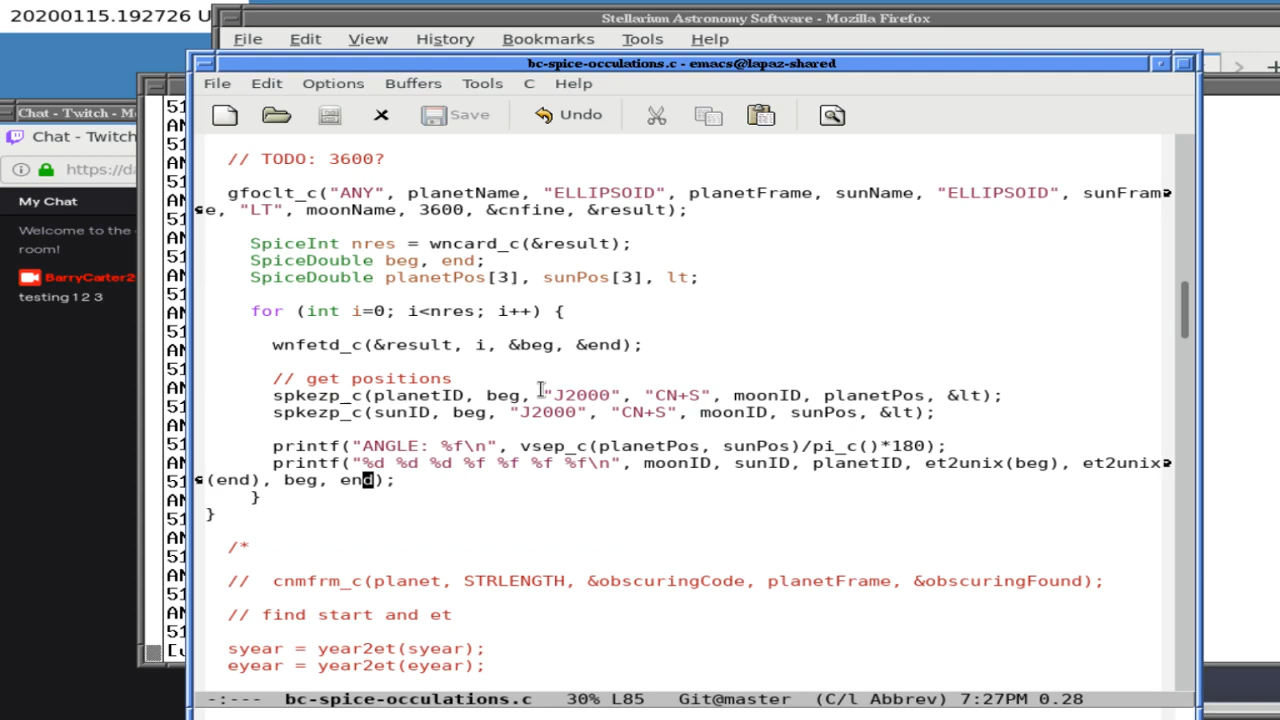 20200115.192726 U
Stellarium Astronomy Software - Mozilla Firefox
File Edit View History Bookmarks Tools Help
bc-spice-occulations.c - emacs@lapaz-shared
File Edit Options Buffers Tools C Help
Save Undo
Chat - Twitch - M
Chat - Twitch
https://d
My Chat
Welcome to the
room!
BarryCarter2
testing 1 2 3
// TODO: 3600?
gfoclt_c("ANY", planetName, "ELLIPSOID", planetFrame, sunName, "ELLIPSOID", sunFram
e, "LT", moonName, 3600, &cnfine, &result);
SpiceInt nres = wncard_c(&result);
SpiceDouble beg, end;
SpiceDouble planetPos[3], sunPos[3], lt;
for (int i=0; i<nres; i++) {
wnfetd_c(&result, i, &beg, &end);
// get positions
spkezp_c(planetID, beg, "J2000", "CN+S", moonID, planetPos, &lt);
spkezp_c(sunID, beg, "J2000", "CN+S", moonID, sunPos, &lt);
printf("ANGLE: %f\n", vsep_c(planetPos, sunPos)/pi_c()*180);
printf("%d %d %d %f %f %f %f\n", moonID, sunID, planetID, et2unix(beg), et2unix
(end), beg, end);
}
}
/*
// cnmfrm_c(planet, STRLENGTH, &obscuringCode, planetFrame, &obscuringFound);
// find start and et
syear = year2et(syear);
eyear = year2et(eyear);
-:--- bc-spice-occulations.c 30% L85 Git@master (C/l Abbrev) 7:27PM 0.28